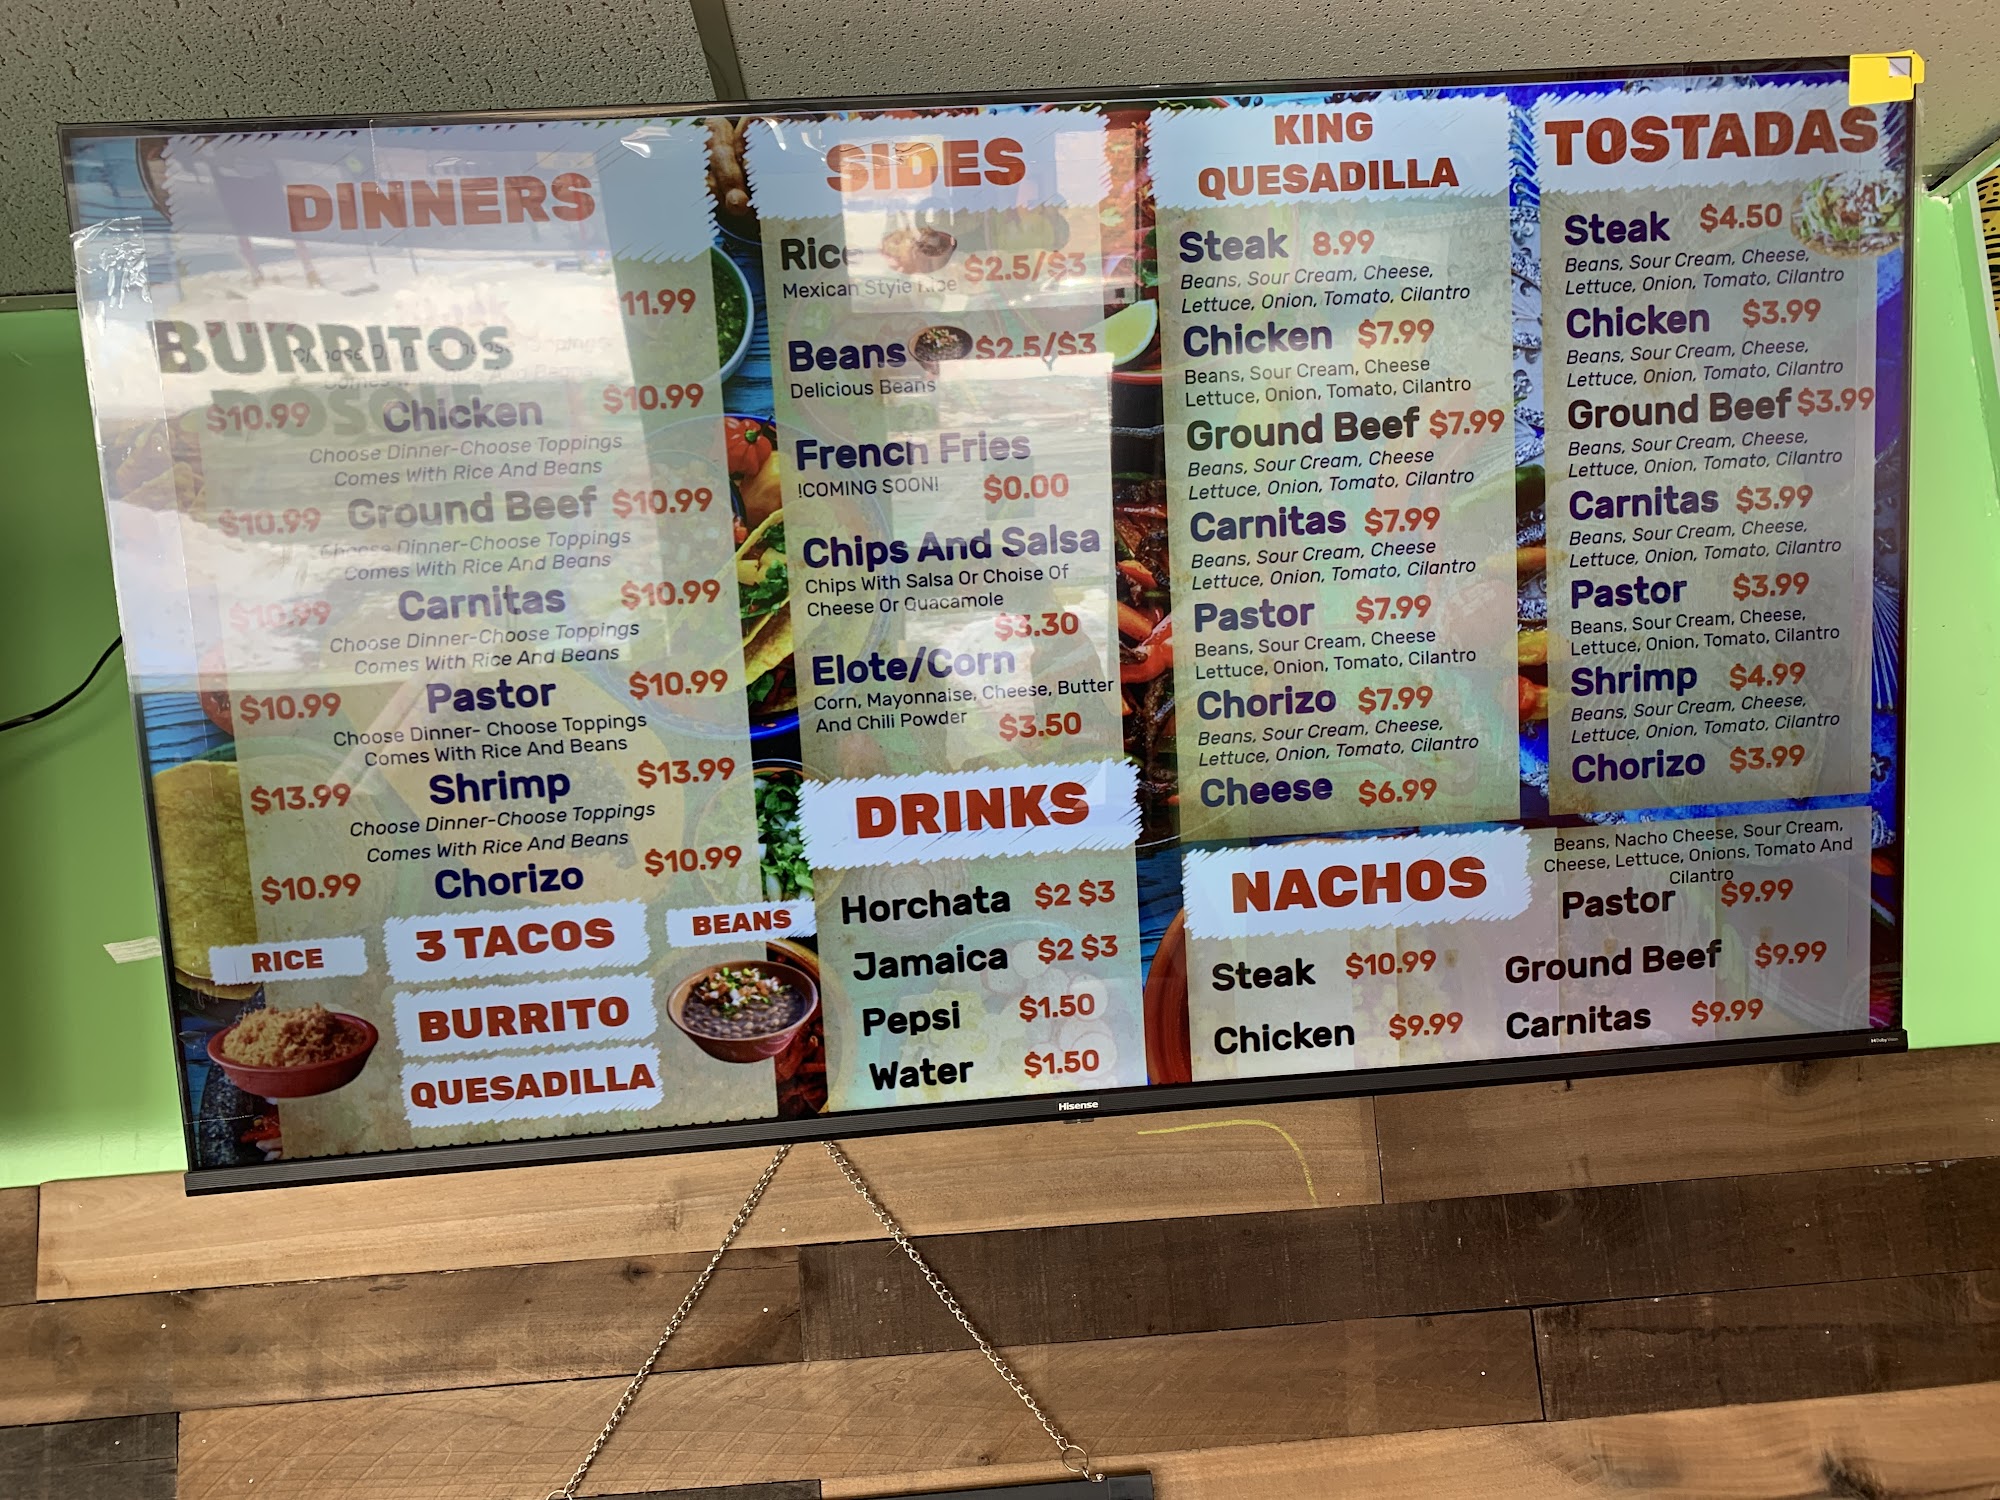 DINNERS
11.99
BURRITOS
$10.99 Chicken $10.99
Choose Dinner-Choose Toppings
Comes With Rice And Beans
$10.99 Ground Beef $10.99
Choose Dinner-Choose Toppings
Comes With Rice And Beans
$10.99 Carnitas $10.99
Choose Dinner-Choose Toppings
Comes With Rice And Beans
$10.99 Pastor $10.99
Choose Dinner- Choose Toppings
Comes With Rice And Beans
$13.99 Shrimp $13.99
Choose Dinner-Choose Toppings
Comes With Rice And Beans
$10.99 Chorizo $10.99
RICE
3 TACOS
BEANS
BURRITO
QUESADILLA
SIDES
Rice $2.5/$3
Mexican Style Rice
Beans $2.5/$3
Delicious Beans
French Fries
!COMING SOON! $0.00
Chips And Salsa
Chips With Salsa Or Choise Of
Cheese Or Guacamole
$3.30
Elote/Corn
Corn, Mayonnaise, Cheese, Butter
And Chili Powder $3.50
DRINKS
Horchata $2 $3
Jamaica $2 $3
Pepsi $1.50
Water $1.50
KING
QUESADILLA
Steak 8.99
Beans, Sour Cream, Cheese,
Lettuce, Onion, Tomato, Cilantro
Chicken $7.99
Beans, Sour Cream, Cheese
Lettuce, Onion, Tomato, Cilantro
Ground Beef $7.99
Beans, Sour Cream, Cheese
Lettuce, Onion, Tomato, Cilantro
Carnitas $7.99
Beans, Sour Cream, Cheese
Lettuce, Onion, Tomato, Cilantro
Pastor $7.99
Beans, Sour Cream, Cheese
Lettuce, Onion, Tomato, Cilantro
Chorizo $7.99
Beans, Sour Cream, Cheese,
Lettuce, Onion, Tomato, Cilantro
Cheese $6.99
TOSTADAS
Steak $4.50
Beans, Sour Cream, Cheese,
Lettuce, Onion, Tomato, Cilantro
Chicken $3.99
Beans, Sour Cream, Cheese,
Lettuce, Onion, Tomato, Cilantro
Ground Beef $3.99
Beans, Sour Cream, Cheese,
Lettuce, Onion, Tomato, Cilantro
Carnitas $3.99
Beans, Sour Cream, Cheese,
Lettuce, Onion, Tomato, Cilantro
Pastor $3.99
Beans, Sour Cream, Cheese,
Lettuce, Onion, Tomato, Cilantro
Shrimp $4.99
Beans, Sour Cream, Cheese,
Lettuce, Onion, Tomato, Cilantro
Chorizo $3.99
NACHOS
Beans, Nacho Cheese, Sour Cream,
Cheese, Lettuce, Onions, Tomato And
Cilantro
Pastor $9.99
Steak $10.99 Ground Beef $9.99
Chicken $9.99 Carnitas $9.99
Hisense